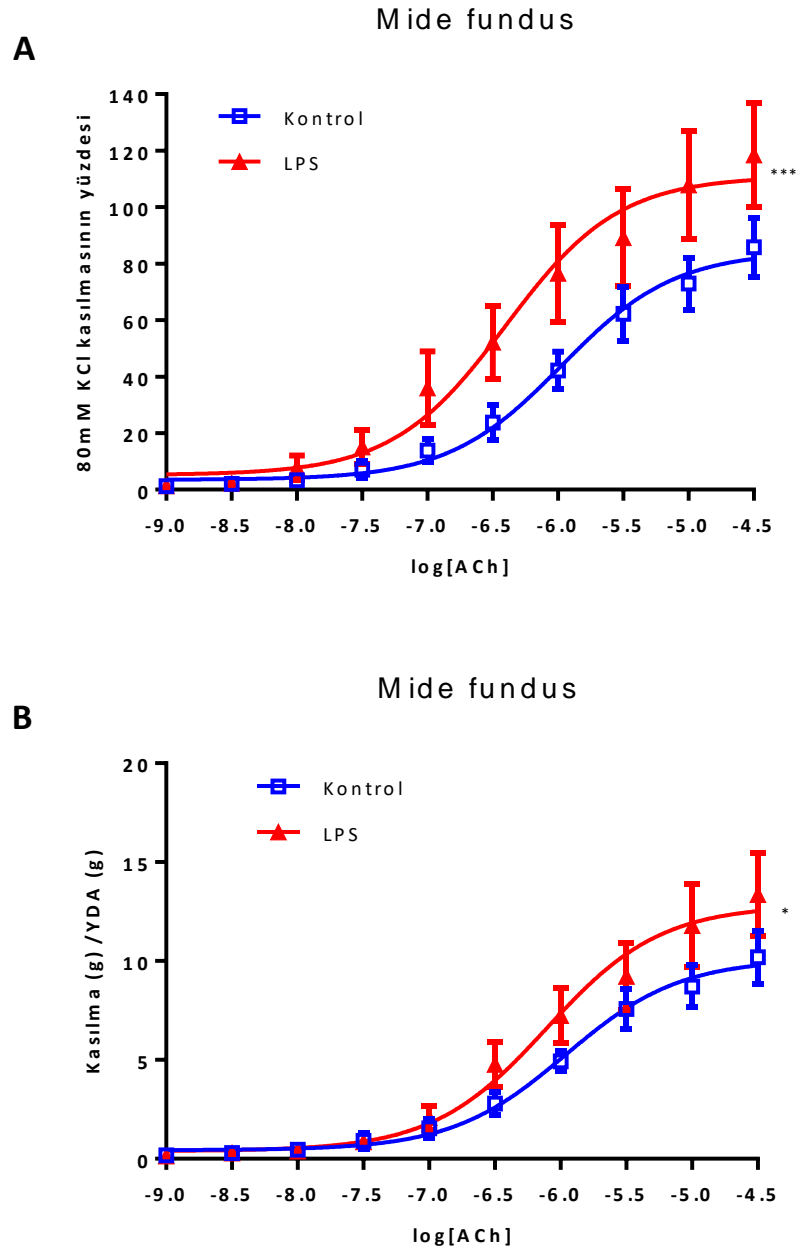 Mide fundus
A
140
120
100
80
60
40
20
0
80mM KCl kasılmasının yüzdesi
Kontrol
LPS
***
-9.0 -8.5 -8.0 -7.5 -7.0 -6.5 -6.0 -5.5 -5.0 -4.5
log[ACh]
Mide fundus
B
20
15
10
5
0
Kasılma (g) /YDA (g)
Kontrol
LPS
*
-9.0 -8.5 -8.0 -7.5 -7.0 -6.5 -6.0 -5.5 -5.0 -4.5
log[ACh]